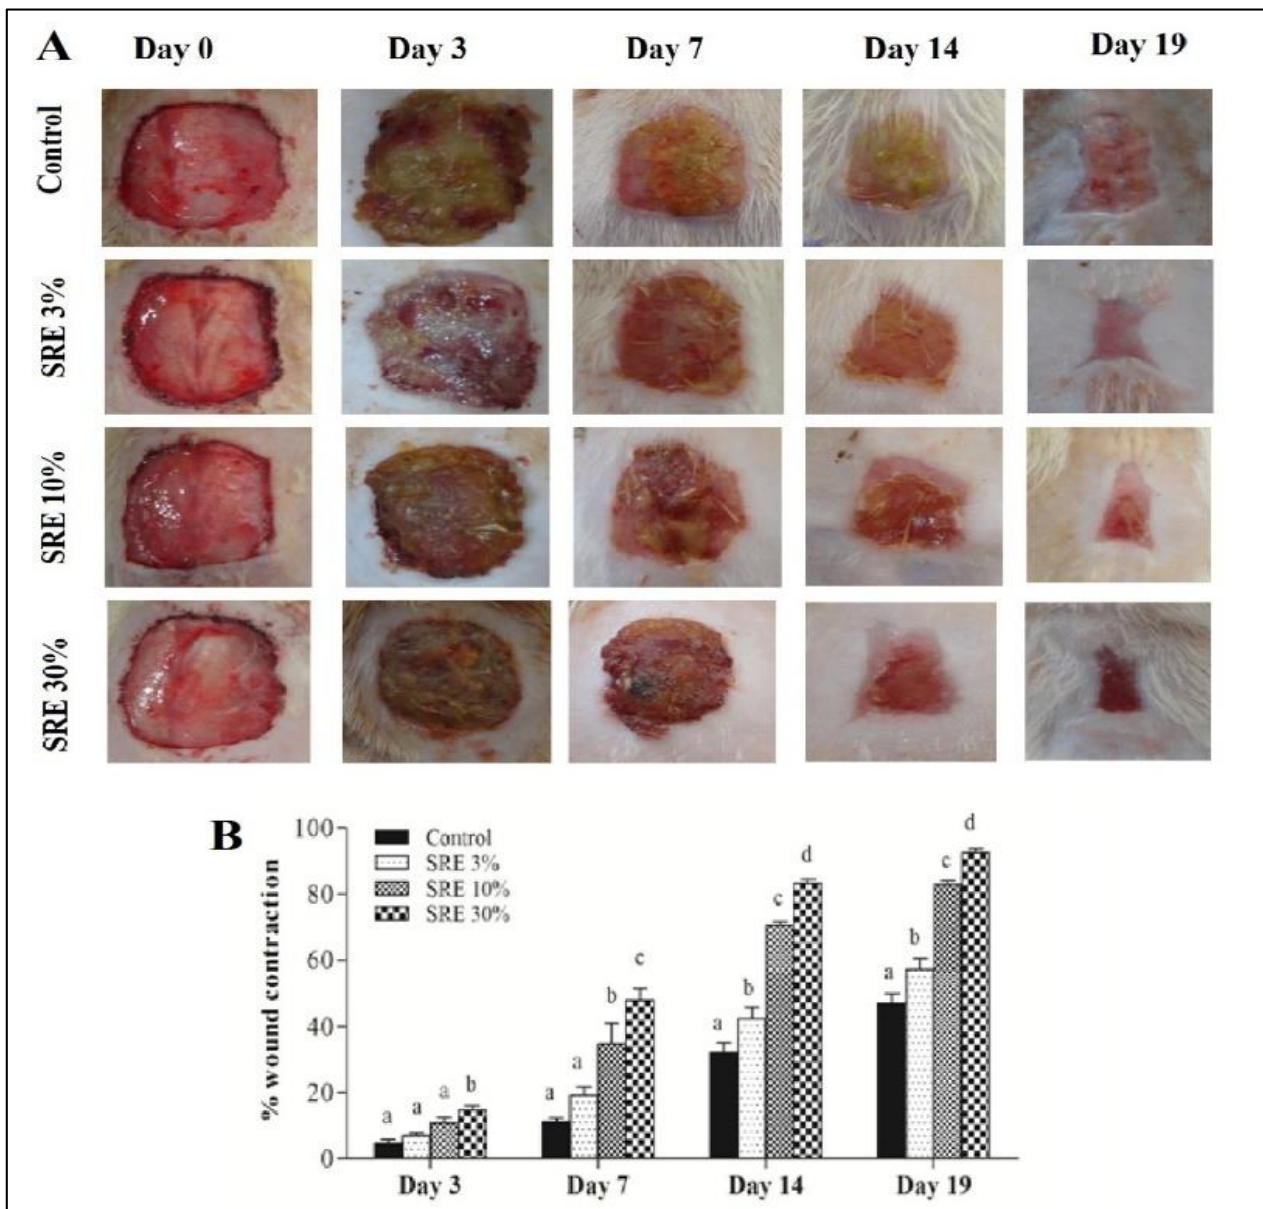 A Day 0 Day 3 Day 7 Day 14 Day 19
Control
SRE 3%
SRE 10%
SRE 30%
B
% wound contraction
100
80
60
40
20
0
Control
SRE 3%
SRE 10%
SRE 30%
a a a b
a a b c
a b c d
a b c d
Day 3 Day 7 Day 14 Day 19